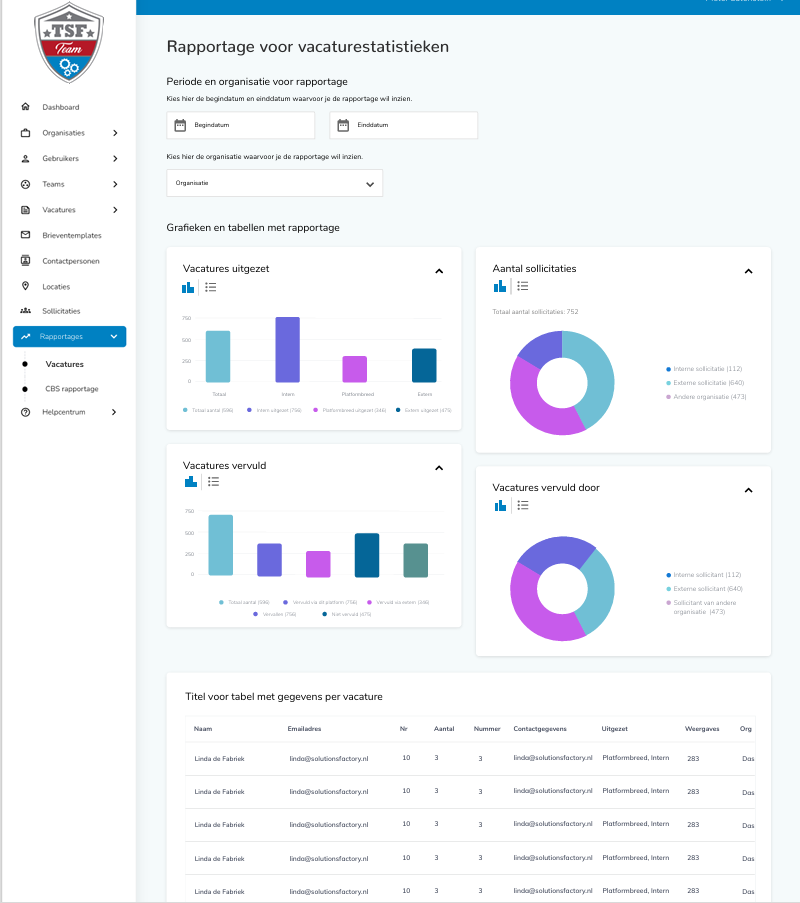 TSF
Team
Dashboard
Organisaties
Gebruikers
Teams
Vacatures
Brieventemplates
Contactpersonen
Locaties
Sollicitaties
Rapportages
Vacatures
CBS rapportage
Helpcentrum
Rapportage voor vacaturestatistieken
Periode en organisatie voor rapportage
Kies hier de begindatum en einddatum waarvoor je de rapportage wil inzien.
Begindatum
Einddatum
Kies hier de organisatie waarvoor je de rapportage wil inzien.
Organisatie
Grafieken en tabellen met rapportage
Vacatures uitgezet
750
500
250
0
Totaal Intern Platformbreed Extern
Totaal aantal (596) Intern uitgezet (756) Platformbreed uitgezet (346) Extern uitgezet (475)
Aantal sollicitaties
Totaal aantal sollicitaties: 752
Interne sollicitatie (112)
Externe sollicitatie (640)
Andere organisatie (473)
Vacatures vervuld
750
500
250
0
Totaal aantal (596) Vervuld via dit platform (756) Vervuld via extern (346)
Vervallen (756) Niet vervuld (475)
Vacatures vervuld door
Interne sollicitant (112)
Externe sollicitant (640)
Sollicitant van andere
organisatie (473)
Titel voor tabel met gegevens per vacature
Naam Emailadres Nr Aantal Nummer Contactgegevens Uitgezet Weergaves Org
Linda de Fabriek linda@solutionsfactory.nl 10 3 3 linda@solutionsfactory.nl Platformbreed, Intern 283 Das
Linda de Fabriek linda@solutionsfactory.nl 10 3 3 linda@solutionsfactory.nl Platformbreed, Intern 283 Das
Linda de Fabriek linda@solutionsfactory.nl 10 3 3 linda@solutionsfactory.nl Platformbreed, Intern 283 Das
Linda de Fabriek linda@solutionsfactory.nl 10 3 3 linda@solutionsfactory.nl Platformbreed, Intern 283 Das
Linda de Fabriek linda@solutionsfactory.nl 10 3 3 linda@solutionsfactory.nl Platformbreed, Intern 283 Das